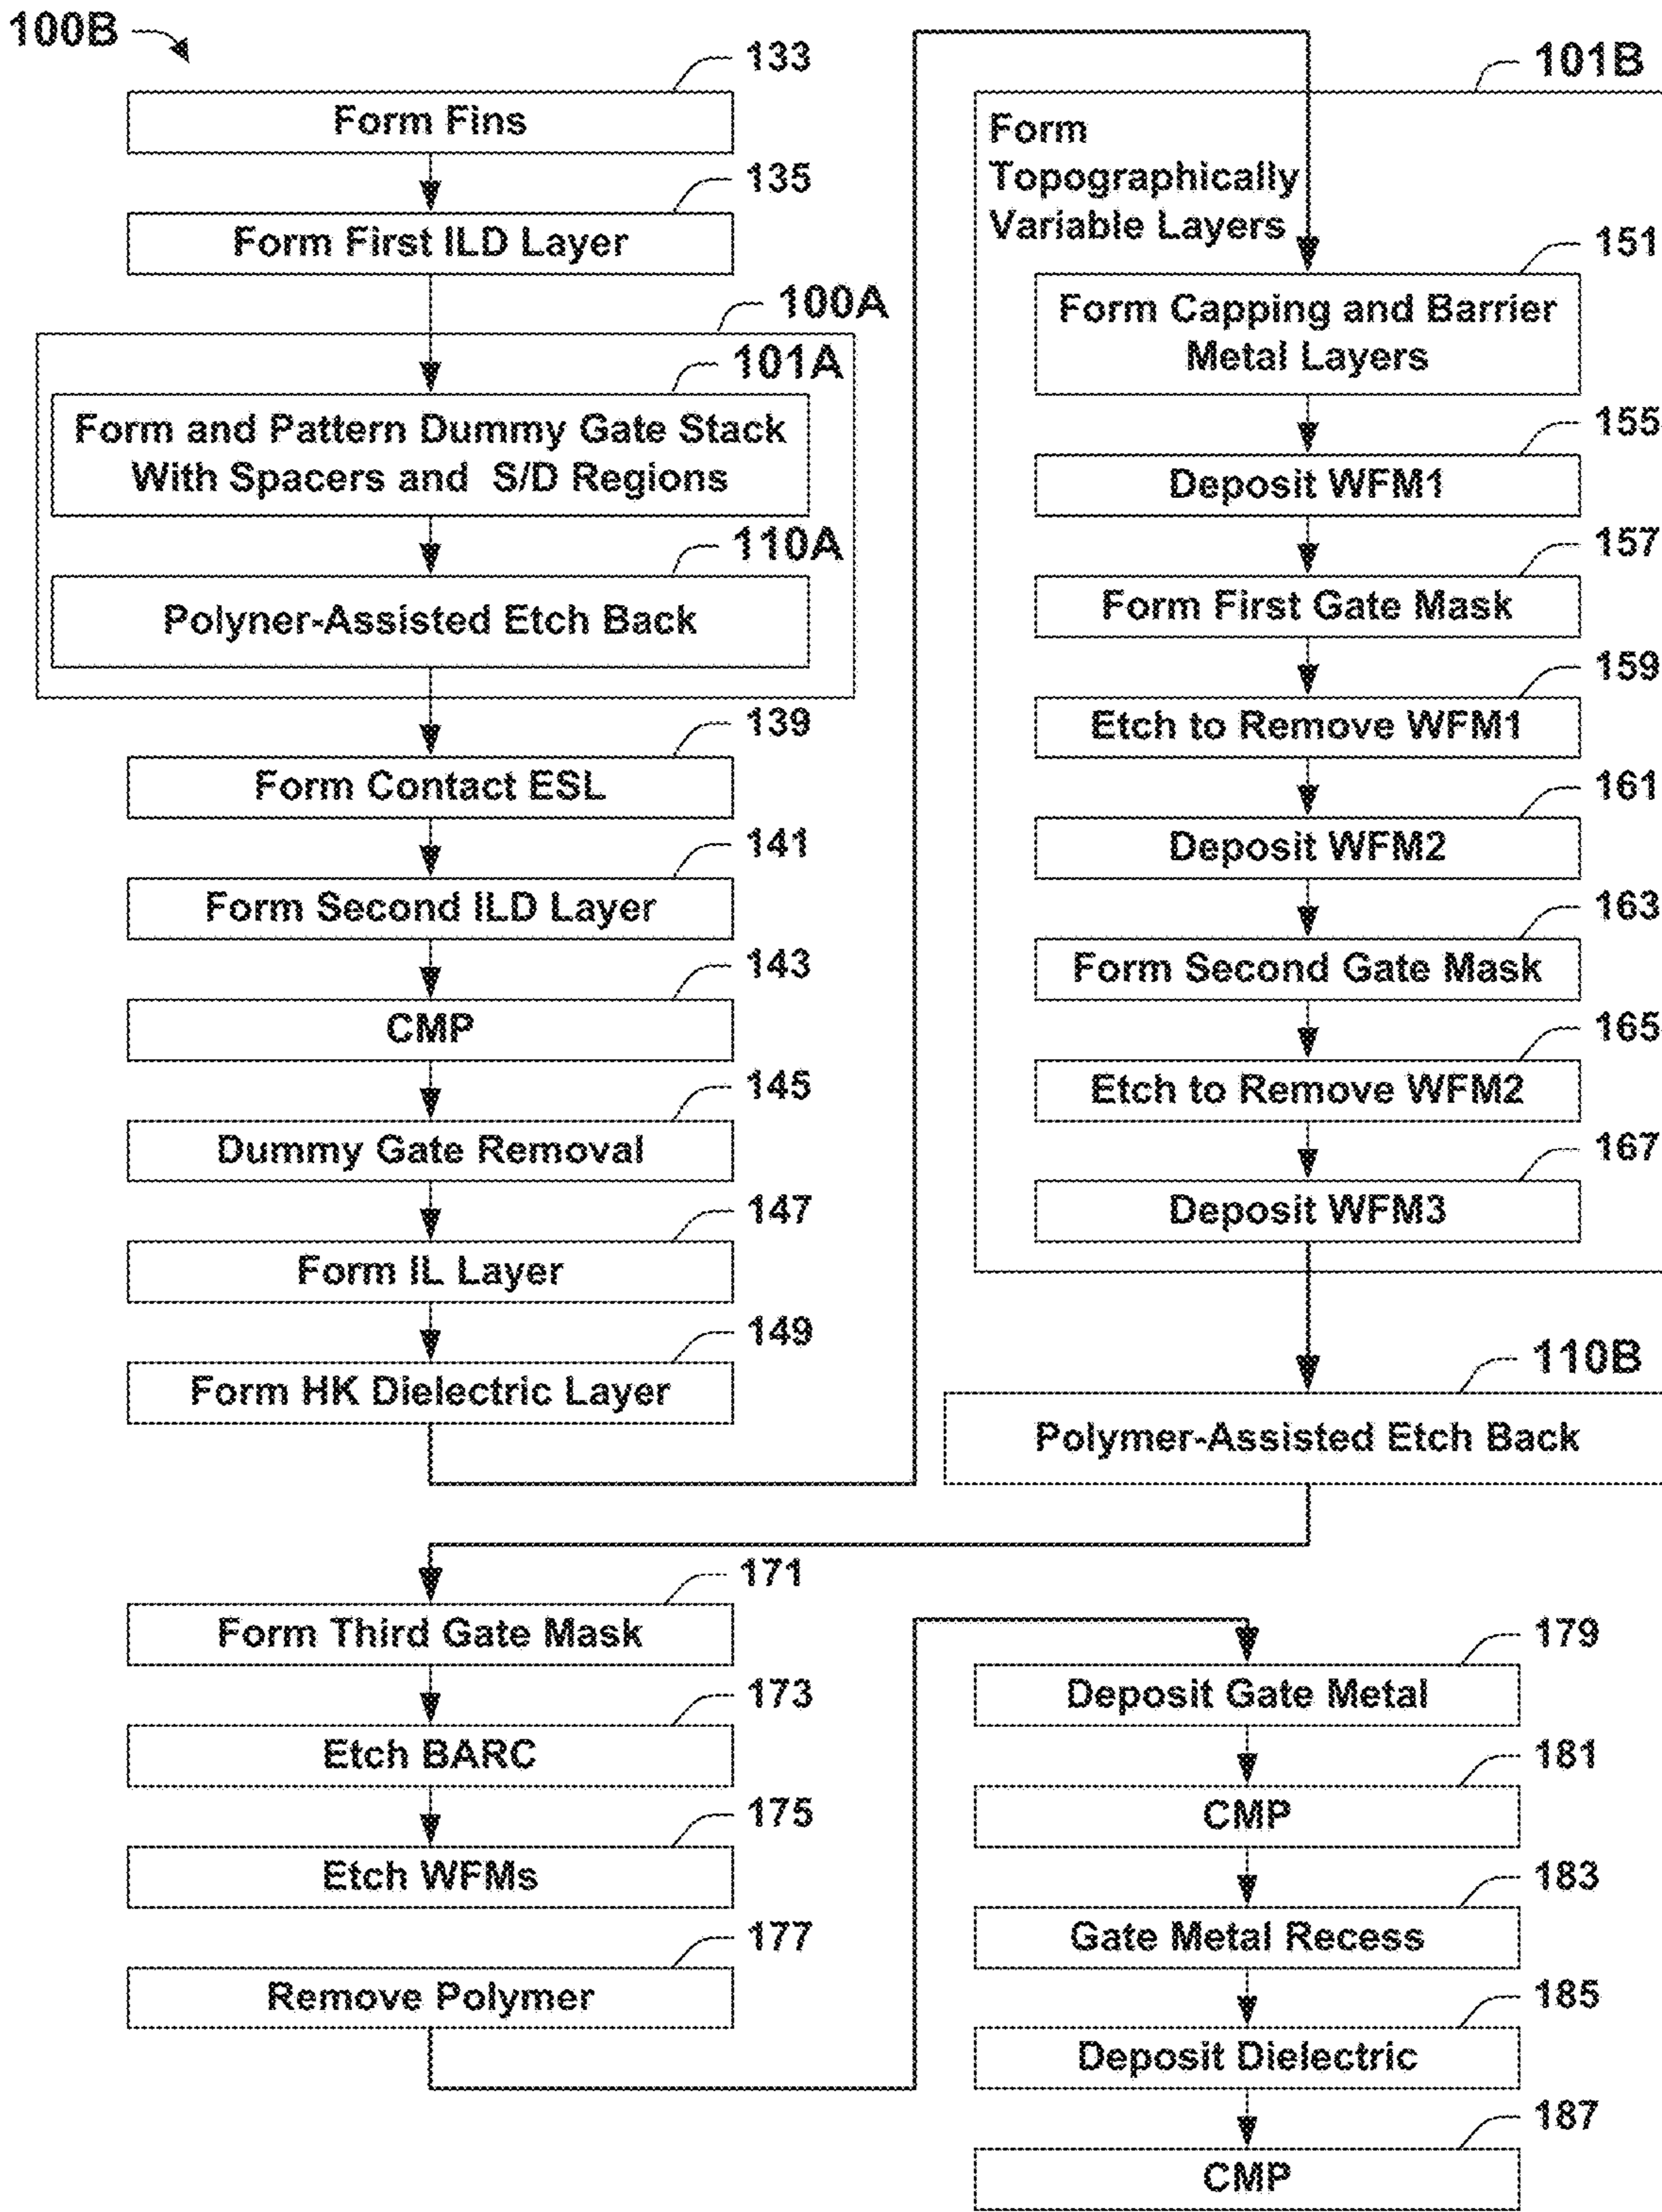 100B
133
Form Fins
135
Form First ILD Layer
100A
101A
Form and Pattern Dummy Gate Stack
With Spacers and S/D Regions
110A
Polyner-Assisted Etch Back
139
Form Contact ESL
141
Form Second ILD Layer
143
CMP
145
Dummy Gate Removal
147
Form IL Layer
149
Form HK Dielectric Layer
101B
Form
Topographically
Variable Layers
151
Form Capping and Barrier
Metal Layers
155
Deposit WFM1
157
Form First Gate Mask
159
Etch to Remove WFM1
161
Deposit WFM2
163
Form Second Gate Mask
165
Etch to Remove WFM2
167
Deposit WFM3
110B
Polymer-Assisted Etch Back
171
Form Third Gate Mask
173
Etch BARC
175
Etch WFMs
177
Remove Polymer
179
Deposit Gate Metal
181
CMP
183
Gate Metal Recess
185
Deposit Dielectric
187
CMP